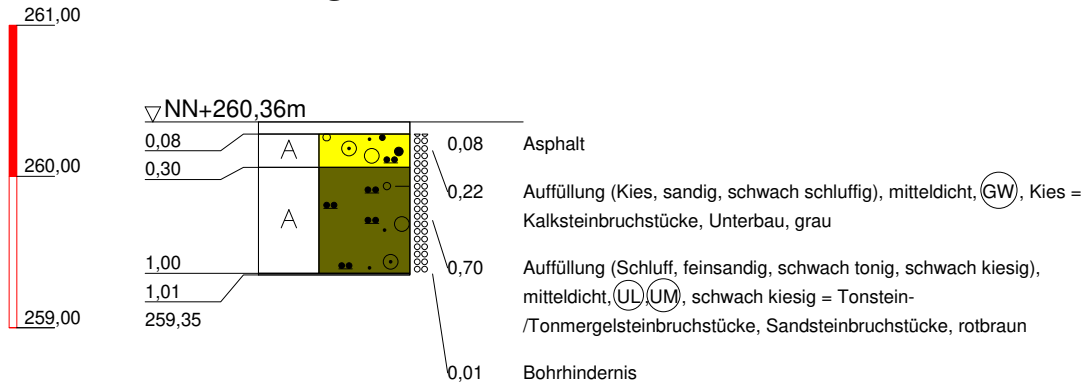 261,00
NN+260,36m
0,08
A
0,08 Asphalt
260,00
0,30
A
0,22 Auffüllung (Kies, sandig, schwach schluffig), mitteldicht, GW, Kies =
Kalksteinbruchstücke, Unterbau, grau
1,00
0,70 Auffüllung (Schluff, feinsandig, schwach tonig, schwach kiesig),
1,01
mitteldicht, UL, UM, schwach kiesig = Tonstein-
259,00
259,35
/Tonmergelsteinbruchstücke, Sandsteinbruchstücke, rotbraun
0,01 Bohrhindernis